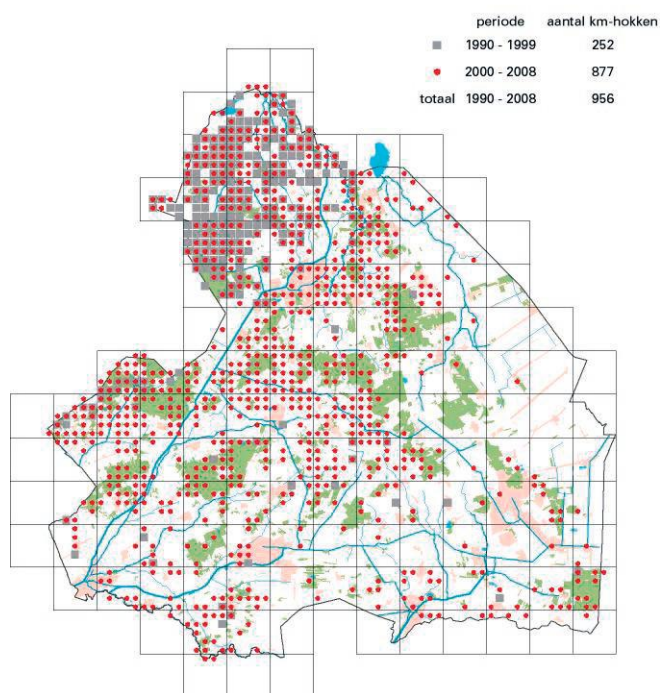 periode aantal km-hokken
1990 - 1999 252
2000 - 2008 877
totaal 1990 - 2008 956